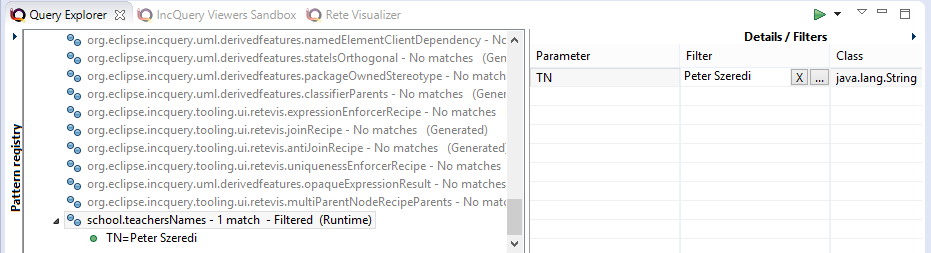 Query Explorer IncQuery Viewers Sandbox Rete Visualizer
Pattern registry
org.eclipse.incquery.uml.derivedfeatures.namedElementClientDependency - No
org.eclipse.incquery.uml.derivedfeatures.stateIsOrthogonal - No matches (Gene
org.eclipse.incquery.uml.derivedfeatures.packageOwnedStereotype - No matches
org.eclipse.incquery.uml.derivedfeatures.classifierParents - No matches (Gener
org.eclipse.incquery.tooling.ui.retevis.expressionEnforcerRecipe - No matches
org.eclipse.incquery.tooling.ui.retevis.joinRecipe - No matches (Generated)
org.eclipse.incquery.tooling.ui.retevis.antiJoinRecipe - No matches (Generated)
org.eclipse.incquery.tooling.ui.retevis.uniquenessEnforcerRecipe - No matches
org.eclipse.incquery.uml.derivedfeatures.opaqueExpressionResult - No matches
org.eclipse.incquery.tooling.ui.retevis.multiParentNodeRecipeParents - No mat
school.teachersNames - 1 match - Filtered (Runtime)
TN=Peter Szeredi
Details / Filters
Parameter Filter Class
TN Peter Szeredi X ... java.lang.String